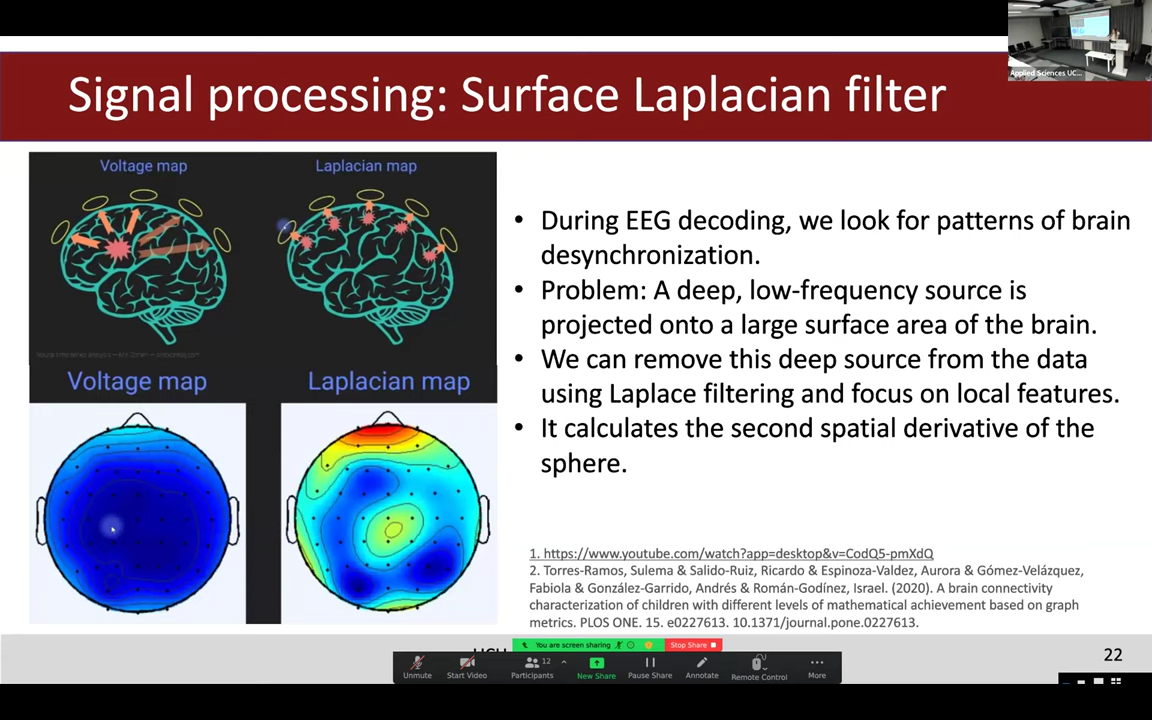 Applied Sciences UC...
Signal processing: Surface Laplacian filter
Voltage map
Laplacian map
Voltage map
Laplacian map
• During EEG decoding, we look for patterns of brain
desynchronization.
• Problem: A deep, low-frequency source is
projected onto a large surface area of the brain.
• We can remove this deep source from the data
using Laplace filtering and focus on local features.
• It calculates the second spatial derivative of the
sphere.
1. https://www.youtube.com/watch?app=desktop&v=CodQ5-pmXdQ
2. Torres-Ramos, Sulema & Salido-Ruiz, Ricardo & Espinoza-Valdez, Aurora & Gómez-Velázquez,
Fabiola & González-Garrido, Andrés & Román-Godínez, Israel. (2020). A brain connectivity
characterization of children with different levels of mathematical achievement based on graph
metrics. PLOS ONE. 15. e0227613. 10.1371/journal.pone.0227613.
You are screen sharing
Stop Share
22
12
Unmute
Start Video
Participants
New Share
Pause Share
Annotate
Remote Control
More